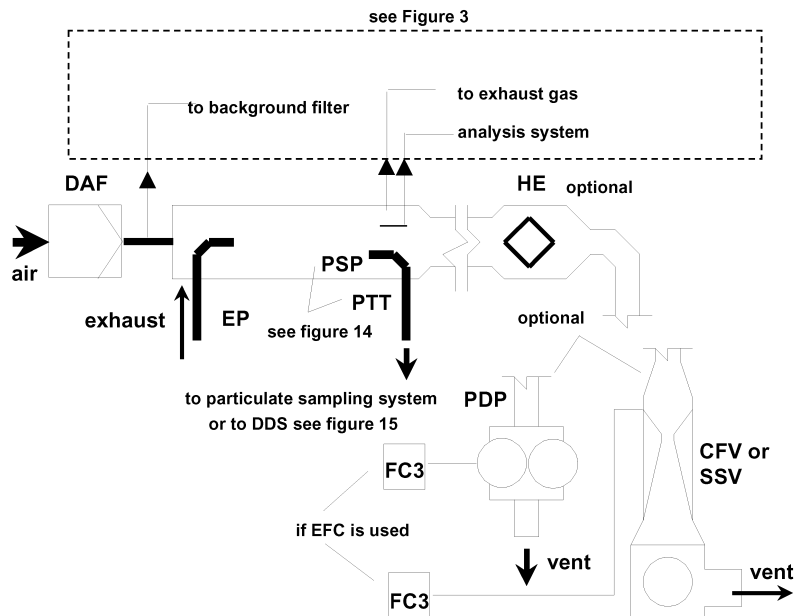 see Figure 3
to background filter
to exhaust gas
analysis system
DAF
HE optional
air
PSP
PTT
exhaust
EP
see figure 14
optional
to particulate sampling system
or to DDS see figure 15
PDP
FC3
CFV or
SSV
if EFC is used
vent
vent
FC3